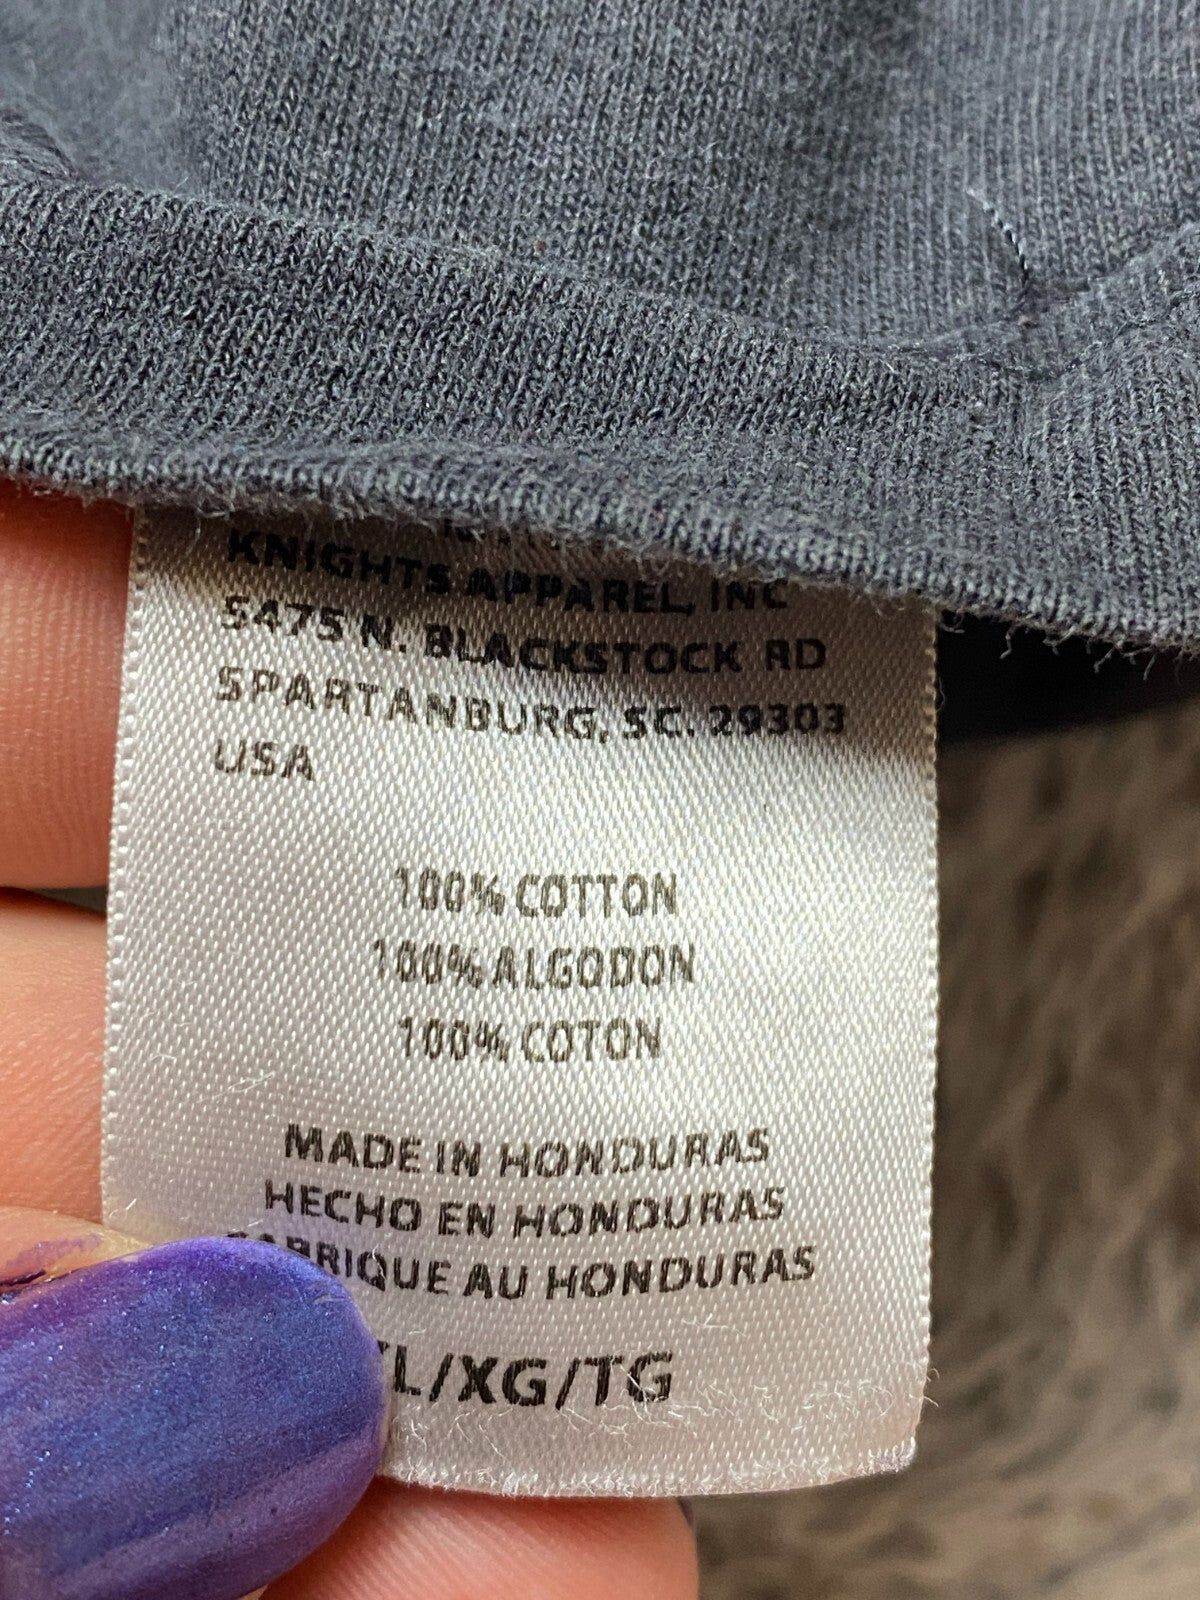 KNIGHTS APPAREL, INC
5475 N. BLACKSTOCK RD
SPARTANBURG, SC. 29303
USA
100% COTTON
100% ALGODON
100% COTON
MADE IN HONDURAS
HECHO EN HONDURAS
FABRIQUE AU HONDURAS
XL/XG/TG